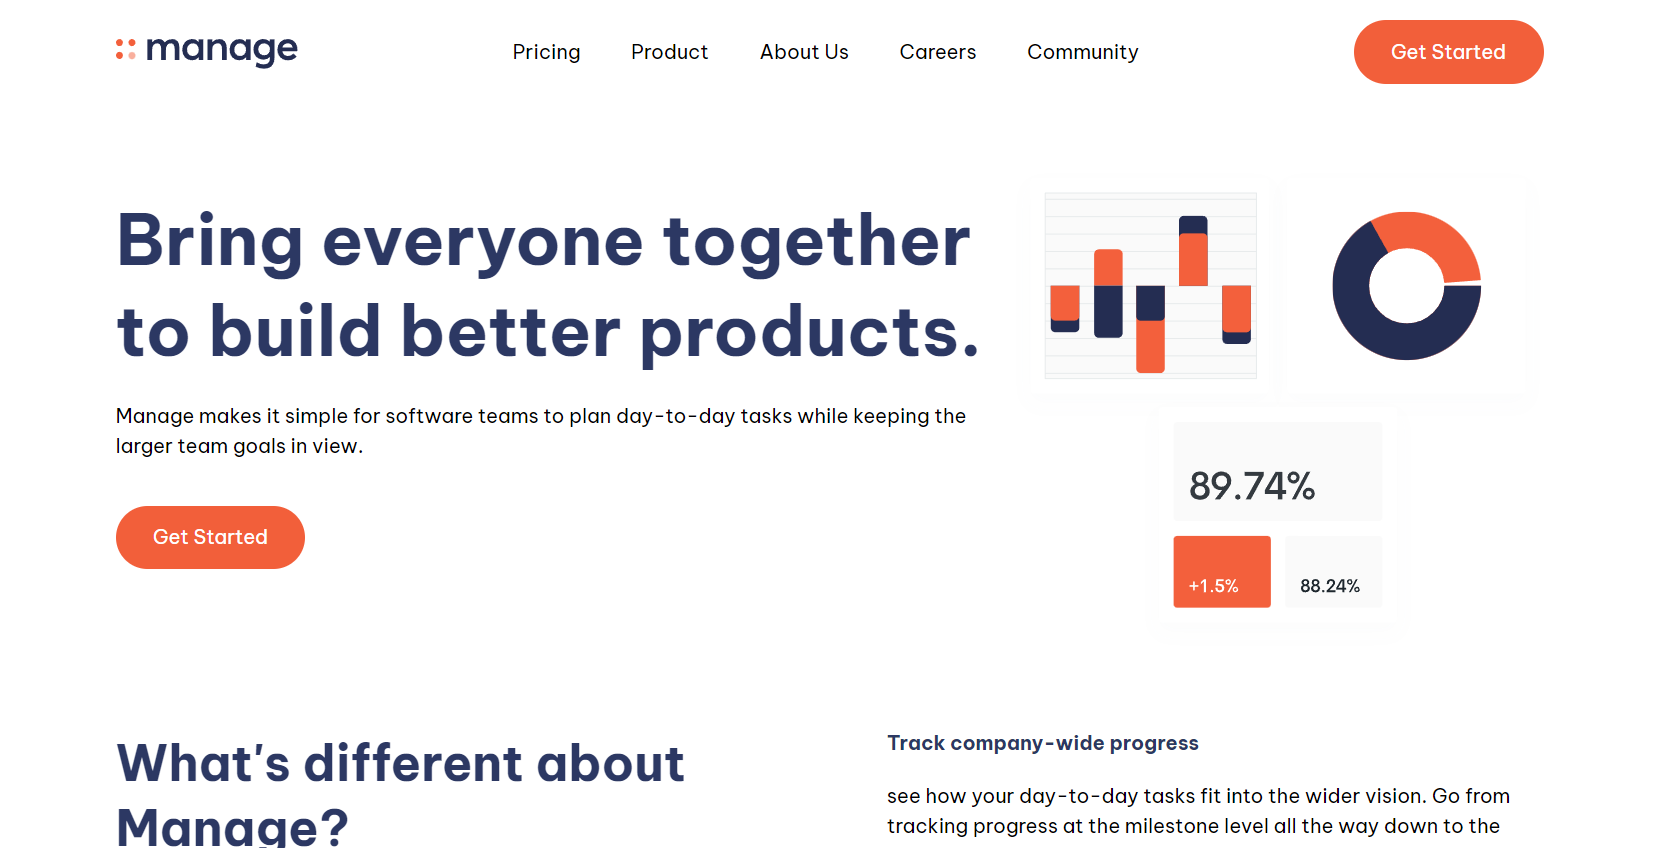 manage
Pricing
Product
About Us
Careers
Community
Get Started
Bring everyone together
to build better products.
Manage makes it simple for software teams to plan day-to-day tasks while keeping the
larger team goals in view.
Get Started
89.74%
+1.5%
88.24%
What's different about
Manage?
Track company-wide progress
see how your day-to-day tasks fit into the wider vision. Go from
tracking progress at the milestone level all the way down to the